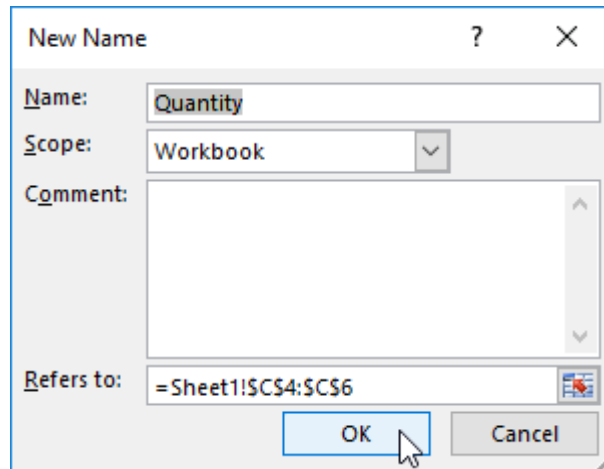 New Name ? ×
Name: Quantity
Scope: Workbook
Comment:
Refers to: =Sheet1!$C$4:$C$6
OK Cancel